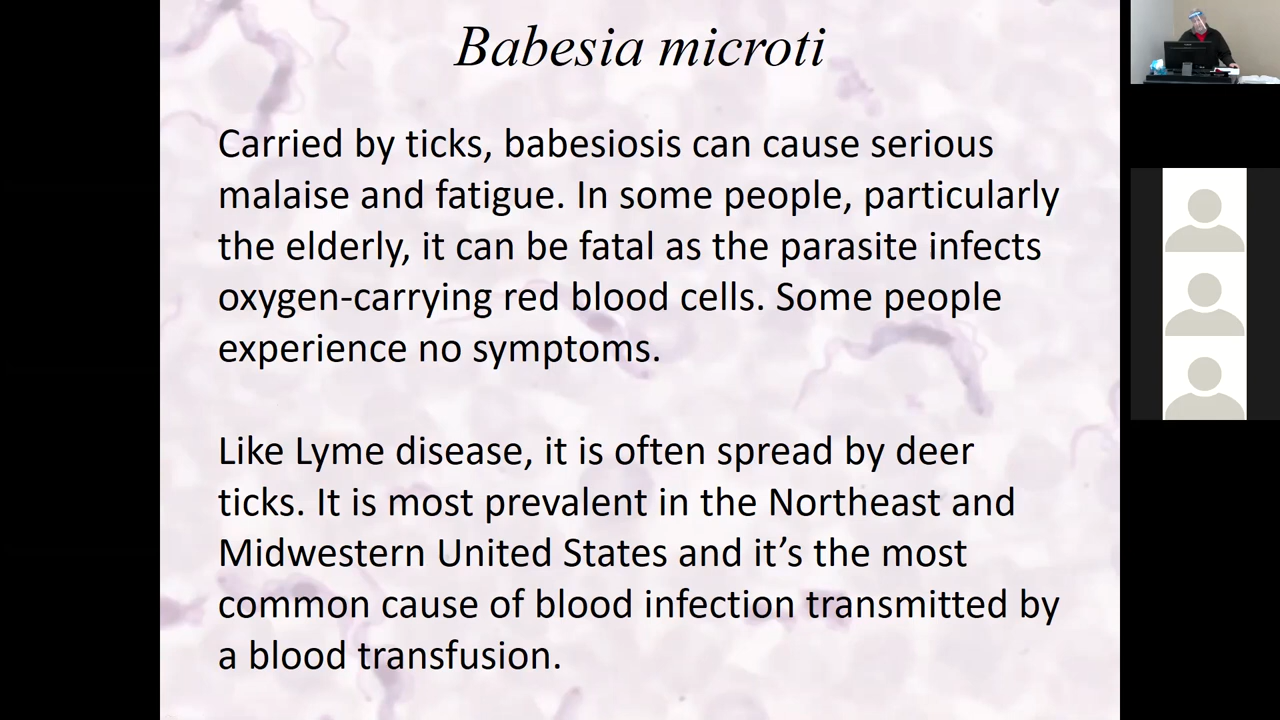 Babesia microti
Carried by ticks, babesiosis can cause serious
malaise and fatigue. In some people, particularly
the elderly, it can be fatal as the parasite infects
oxygen-carrying red blood cells. Some people
experience no symptoms.
Like Lyme disease, it is often spread by deer
ticks. It is most prevalent in the Northeast and
Midwestern United States and it’s the most
common cause of blood infection transmitted by
a blood transfusion.